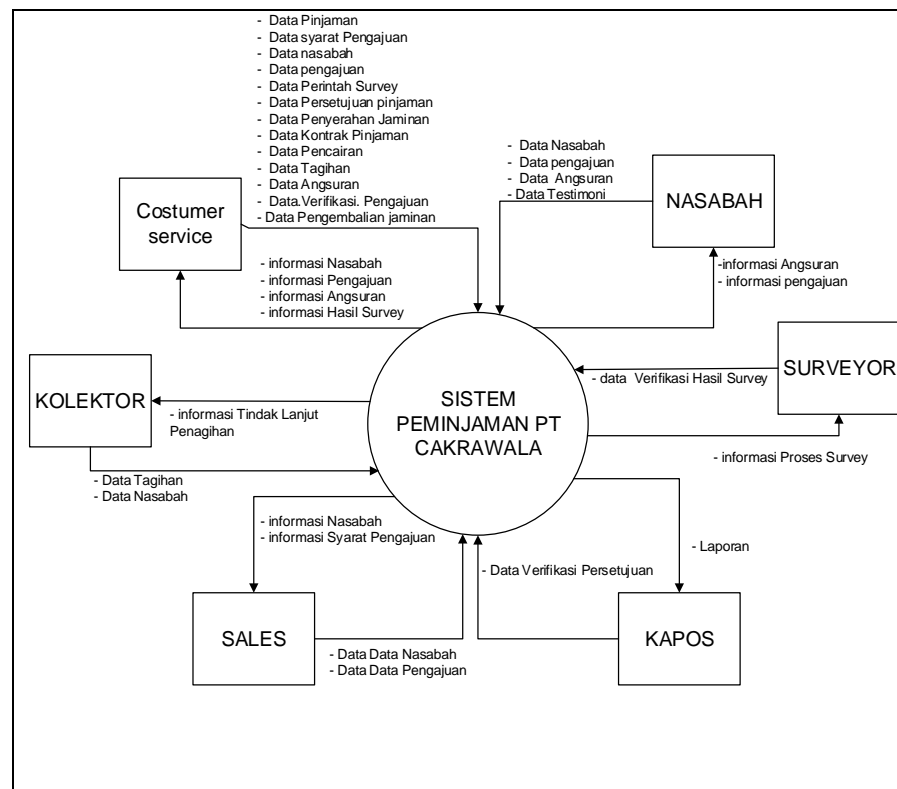 - Data Pinjaman
- Data syarat Pengajuan
- Data nasabah
- Data pengajuan
- Data Perintah Survey
- Data Persetujuan pinjaman
- Data Penyerahan Jaminan
- Data Kontrak Pinjaman
- Data Pencairan
- Data Tagihan
- Data Angsuran
- Data.Verifikasi. Pengajuan
- Data Pengembalian jaminan
Costumer
service
- informasi Nasabah
- informasi Pengajuan
- informasi Angsuran
- informasi Hasil Survey
- Data Nasabah
- Data pengajuan
- Data Angsuran
- Data Testimoni
NASABAH
-informasi Angsuran
- informasi pengajuan
SURVEYOR
- data Verifikasi Hasil Survey
- informasi Proses Survey
SISTEM
PEMINJAMAN PT
CAKRAWALA
KOLEKTOR
- informasi Tindak Lanjut
Penagihan
- Data Tagihan
- Data Nasabah
- informasi Nasabah
- informasi Syarat Pengajuan
SALES
- Data Data Nasabah
- Data Data Pengajuan
- Data Verifikasi Persetujuan
- Laporan
KAPOS